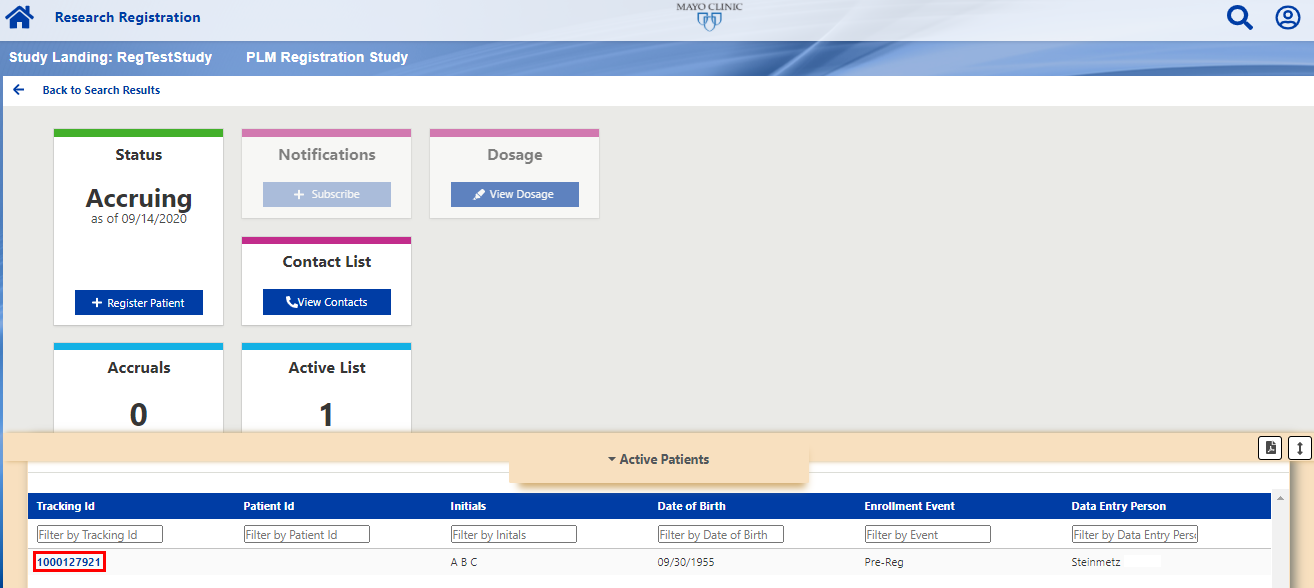 Research Registration
MAYO CLINIC
Study Landing: RegTestStudy PLM Registration Study
Back to Search Results
Status
Accruing
as of 09/14/2020
Register Patient
Notifications
Subscribe
Dosage
View Dosage
Contact List
View Contacts
Accruals
0
Active List
1
Active Patients
Tracking Id Patient Id Initials Date of Birth Enrollment Event Data Entry Person
Filter by Tracking Id Filter by Patient Id Filter by Initals Filter by Date of Birth Filter by Event Filter by Data Entry Perso
1000127921 A B C 09/30/1955 Pre-Reg Steinmetz